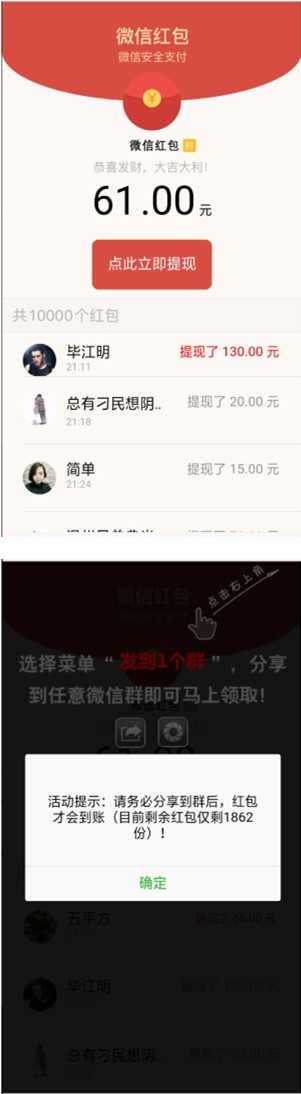 微信红包
微信安全支付
¥
微信红包 拼
恭喜发财，大吉大利！
61.00 元
点此立即提现
共10000个红包
毕江明 提现了 130.00 元
21:11
总有刁民想阴.. 提现了 20.00 元
21:18
简单 提现了 15.00 元
21:24
微信红包
微信安全支付
点击右上角
选择菜单“ 发到1个群 ”，分享
到任意微信群即可马上领取！
活动提示：请务必分享到群后，红包
才会到账（目前剩余红包仅剩1862
份）！
确定
五平方 提现了 66.00 元
毕江明 提现了 130.00 元
总有刁民想阴.. 提现了 20.00 元